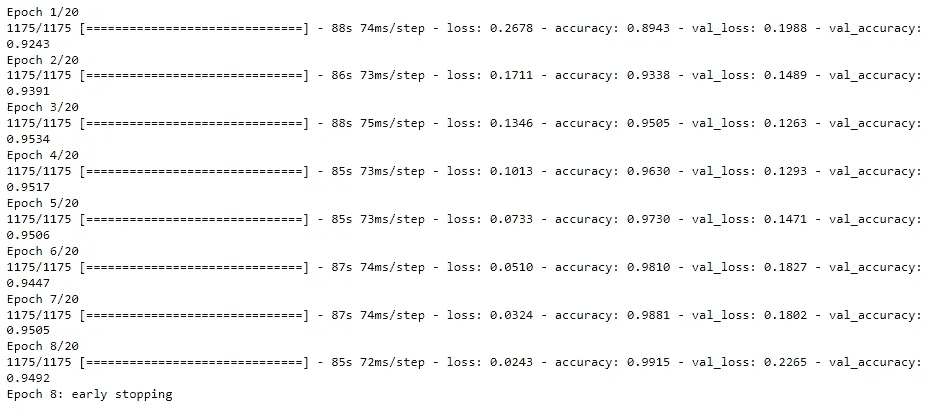 Epoch 1/20
1175/1175 [==============================] - 88s 74ms/step - loss: 0.2678 - accuracy: 0.8943 - val_loss: 0.1988 - val_accuracy:
0.9243
Epoch 2/20
1175/1175 [==============================] - 86s 73ms/step - loss: 0.1711 - accuracy: 0.9338 - val_loss: 0.1489 - val_accuracy:
0.9391
Epoch 3/20
1175/1175 [==============================] - 88s 75ms/step - loss: 0.1346 - accuracy: 0.9505 - val_loss: 0.1263 - val_accuracy:
0.9534
Epoch 4/20
1175/1175 [==============================] - 85s 73ms/step - loss: 0.1013 - accuracy: 0.9630 - val_loss: 0.1293 - val_accuracy:
0.9517
Epoch 5/20
1175/1175 [==============================] - 85s 73ms/step - loss: 0.0733 - accuracy: 0.9730 - val_loss: 0.1471 - val_accuracy:
0.9506
Epoch 6/20
1175/1175 [==============================] - 87s 74ms/step - loss: 0.0510 - accuracy: 0.9810 - val_loss: 0.1827 - val_accuracy:
0.9447
Epoch 7/20
1175/1175 [==============================] - 87s 74ms/step - loss: 0.0324 - accuracy: 0.9881 - val_loss: 0.1802 - val_accuracy:
0.9505
Epoch 8/20
1175/1175 [==============================] - 85s 72ms/step - loss: 0.0243 - accuracy: 0.9915 - val_loss: 0.2265 - val_accuracy:
0.9492
Epoch 8: early stopping